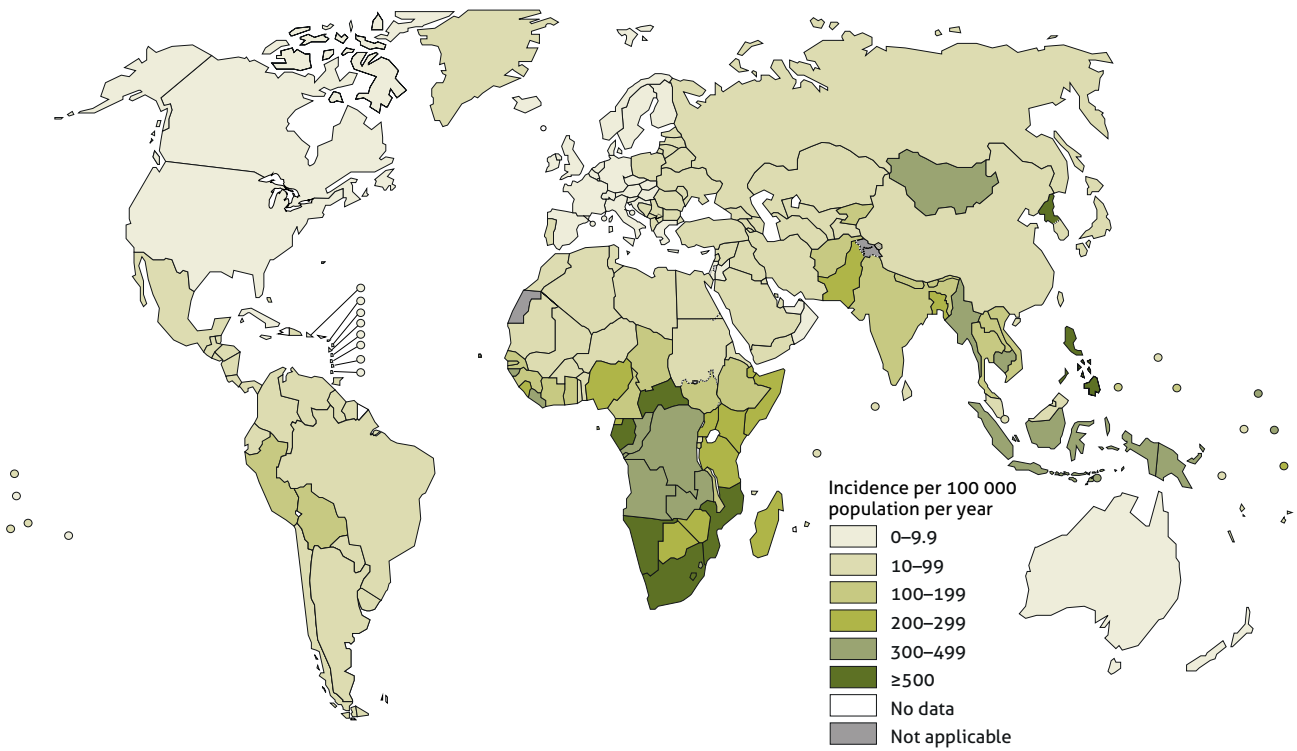 Incidence per 100 000
population per year
0–9.9
10–99
100–199
200–299
300–499
≥500
No data
Not applicable